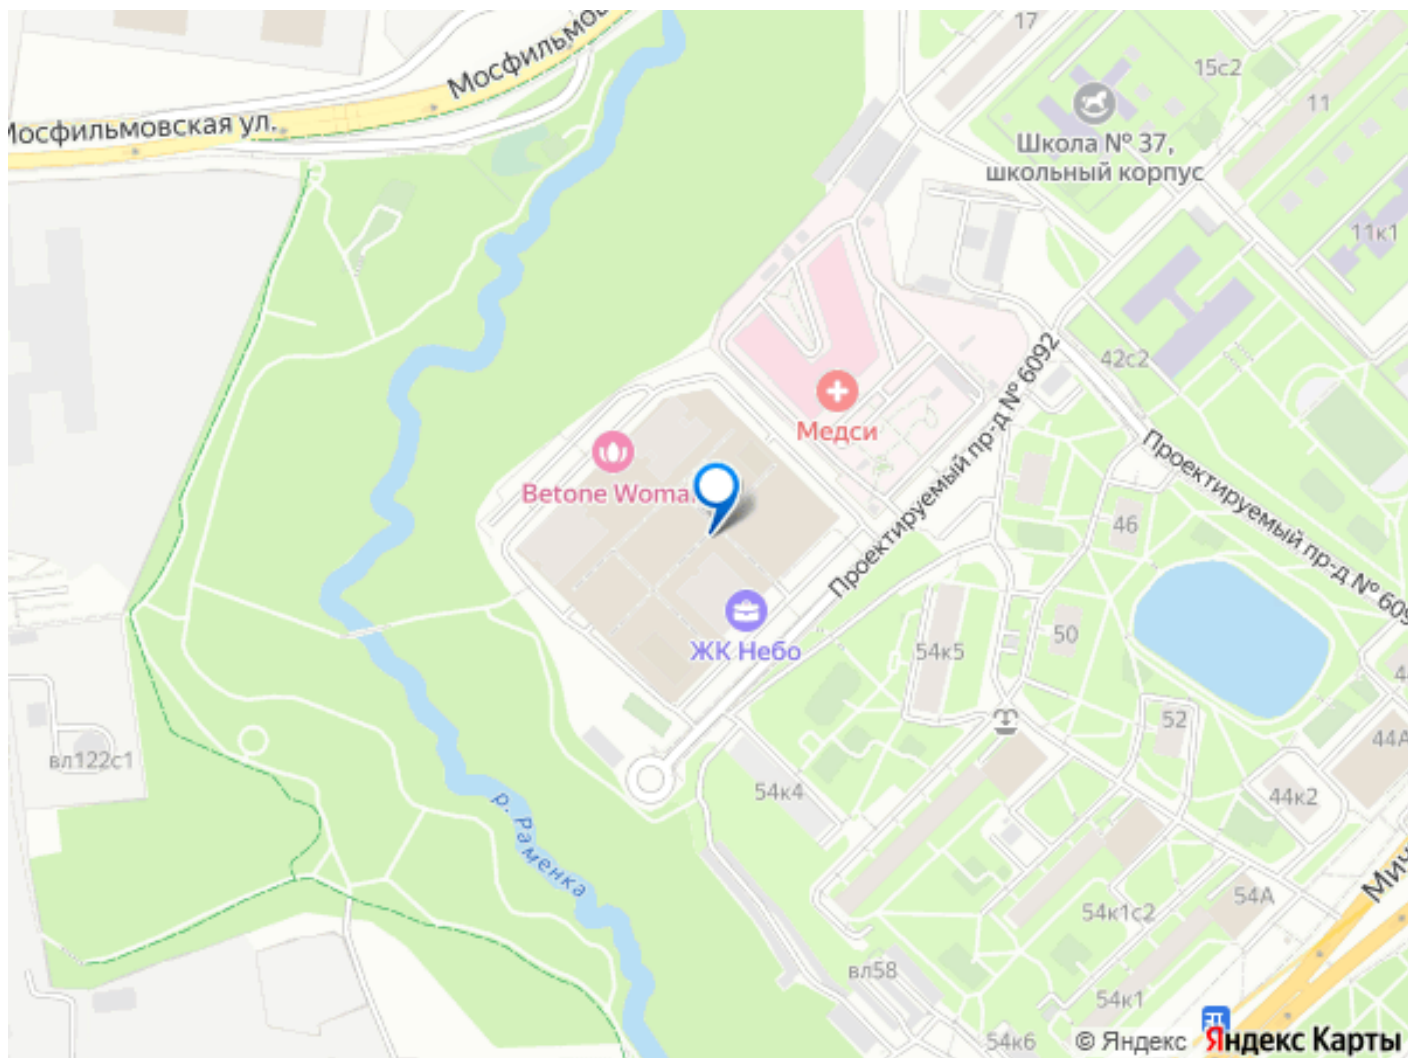 17
Мосфильмов
15с2
11
Мосфильмовская ул.
Школа № 37,
школьный корпус
11к1
42с2
Проектируемый пр-д № 6092
Медси
Betone Woma
Проектируемый пр-д № 609
46
50
54к5
ЖК Небо
52
44А
вл122с1
54к4
44к2
р. Раменка
Мич
54А
54к1с2
вл58
54к1
54к6
© Яндекс Яндекс Карты